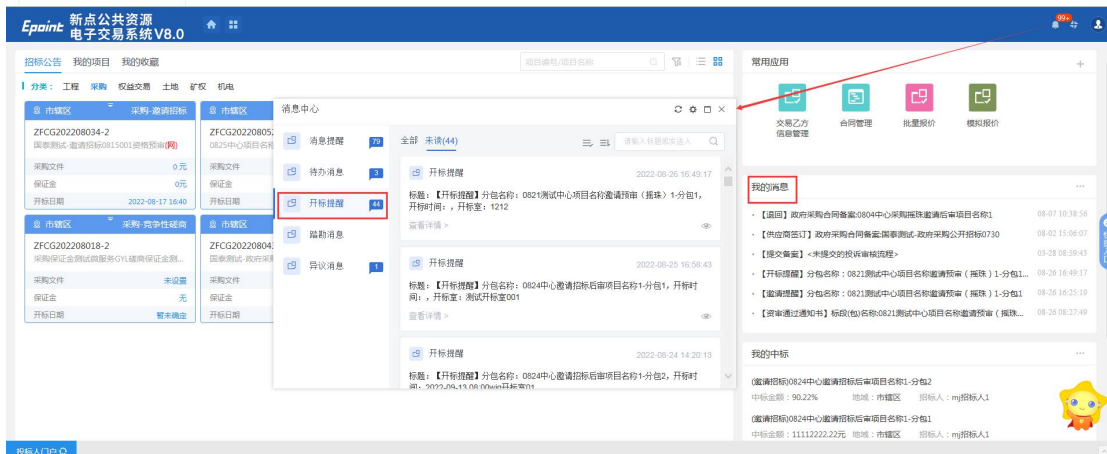 Epoint 新点公共资源
电子交易系统V8.0
99+
招标公告 我的项目 我的收藏
项目编号/项目名称
分类： 工程 采购 权益交易 土地 矿权 机电
市辖区 采购-邀请招标
ZFCG202208034-2
国泰测试-邀请招标0815001资格预审(网)
采购文件 0元
保证金 0元
开标日期 2022-08-17 16:40
市辖区 采购-竞争性磋商
ZFCG202208018-2
采购保证金测试微服务GYL磋商保证金测...
采购文件 未设置
保证金 无
开标日期 暂未确定
市辖区
ZFCG20220805
0825中心项目名称
采购文件
保证金
开标日期
市辖区
ZFCG20220804
国泰测试-政府采购
采购文件
保证金
开标日期
消息中心
消息提醒 79
待办消息 3
开标提醒 44
踏勘消息
异议消息 1
全部 未读(44)
请输入标题或发送人
开标提醒 2022-08-26 16:49:17
标题：【开标提醒】分包名称：0821测试中心项目名称邀请预审（摇珠）1-分包1，
开标时间：，开标室：1212
查看详情 >
开标提醒 2022-08-25 16:58:43
标题：【开标提醒】分包名称：0824中心邀请招标后审项目名称1-分包1，开标时
间：，开标室：测试开标室001
查看详情 >
开标提醒 2022-08-24 14:20:13
标题：【开标提醒】分包名称：0824中心邀请招标后审项目名称1-分包2，开标时
间：2022-09-13 08:00win开标室01
常用应用
交易乙方
信息管理
合同管理
批量报价
模拟报价
我的消息
【退回】政府采购合同备案:0804中心采购摇珠邀请后审项目名称1 08-07 10:38:56
【供应商签订】政府采购合同备案:国泰测试-政府采购公开招标0730 08-02 15:06:07
【提交备案】<未提交的投诉审核流程> 03-28 08:59:43
【开标提醒】分包名称：0821测试中心项目名称邀请预审（摇珠）1-分包1... 08-26 16:49:17
【邀请提醒】分包名称：0821测试中心项目名称邀请预审（摇珠）1-分包1 08-26 16:25:19
【资审通过通知书】标段(包)名称:0821测试中心项目名称邀请预审（摇珠... 08-26 08:27:49
我的中标
(邀请招标)0824中心邀请招标后审项目名称1-分包2
中标金额：90.22% 地域：市辖区 招标人：mj招标人1
(邀请招标)0824中心邀请招标后审项目名称1-分包1
中标金额：11112222.22元 地域：市辖区 招标人：mj招标人1
投标人门户